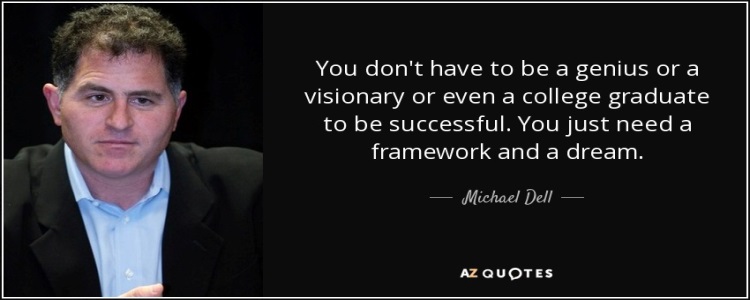 You don't have to be a genius or a
visionary or even a college graduate
to be successful. You just need a
framework and a dream.
Michael Dell
AZ QUOTES